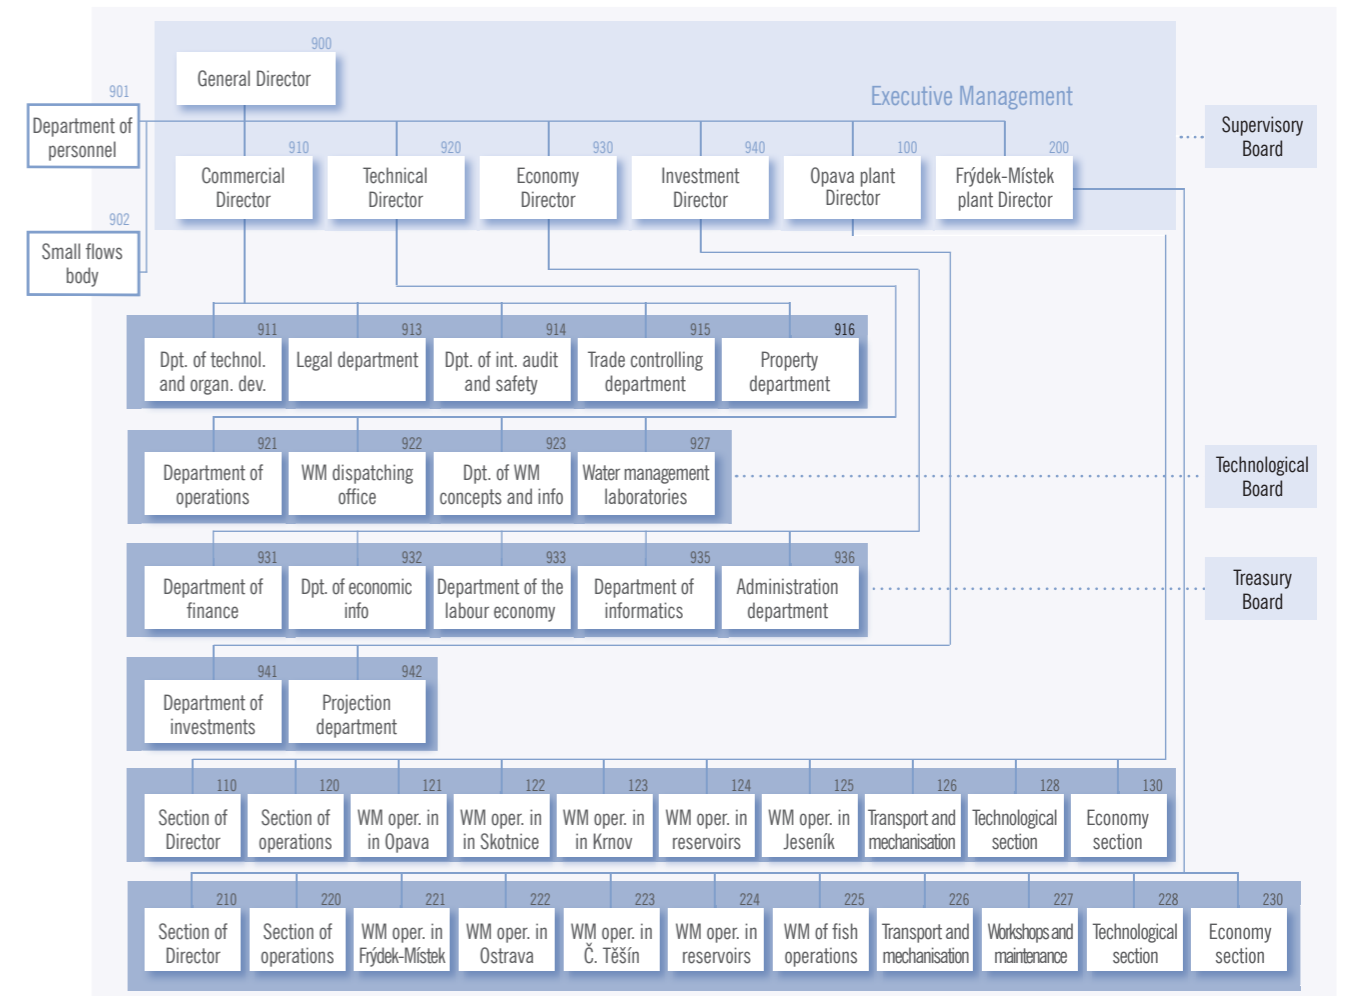 900
General Director
Executive Management
901
Department of
personnel
Supervisory
Board
910
Commercial
Director
920
Technical
Director
930
Economy
Director
940
Investment
Director
100
Opava plant
Director
200
Frýdek-Místek
plant Director
902
Small flows
body
911
Dpt. of technol.
and organ. dev.
913
Legal department
914
Dpt. of int. audit
and safety
915
Trade controlling
department
916
Property
department
921
Department of
operations
922
WM dispatching
office
923
Dpt. of WM
concepts and info
927
Water management
laboratories
Technological
Board
931
Department of
finance
932
Dpt. of economic
info
933
Department of the
labour economy
935
Department of
informatics
936
Administration
department
Treasury
Board
941
Department of
investments
942
Projection
department
110
Section of
Director
120
Section of
operations
121
WM oper. in
in Opava
122
WM oper. in
in Skotnice
123
WM oper. in
in Krnov
124
WM oper. in
reservoirs
125
WM oper. in
Jeseník
126
Transport and
mechanisation
128
Technological
section
130
Economy
section
210
Section of
Director
220
Section of
operations
221
WM oper. in
Frýdek-Místek
222
WM oper. in
Ostrava
223
WM oper. in
Č. Těšín
224
WM oper. in
reservoirs
225
WM of fish
operations
226
Transport and
mechanisation
227
Workshops and
maintenance
228
Technological
section
230
Economy
section